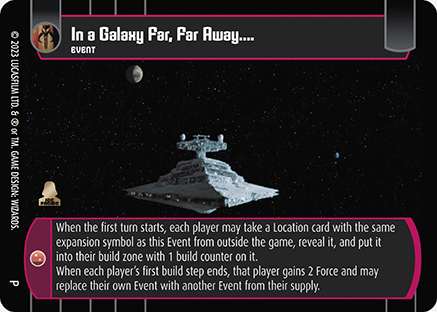 In a Galaxy Far, Far Away....
EVENT
© 2023 LUCASFILM LTD. & ® OR TM. GAME DESIGN: WIZARDS.
When the first turn starts, each player may take a Location card with the same
expansion symbol as this Event from outside the game, reveal it, and put it
into their build zone with 1 build counter on it.
When each player's first build step ends, that player gains 2 Force and may
replace their own Event with another Event from their supply.
P